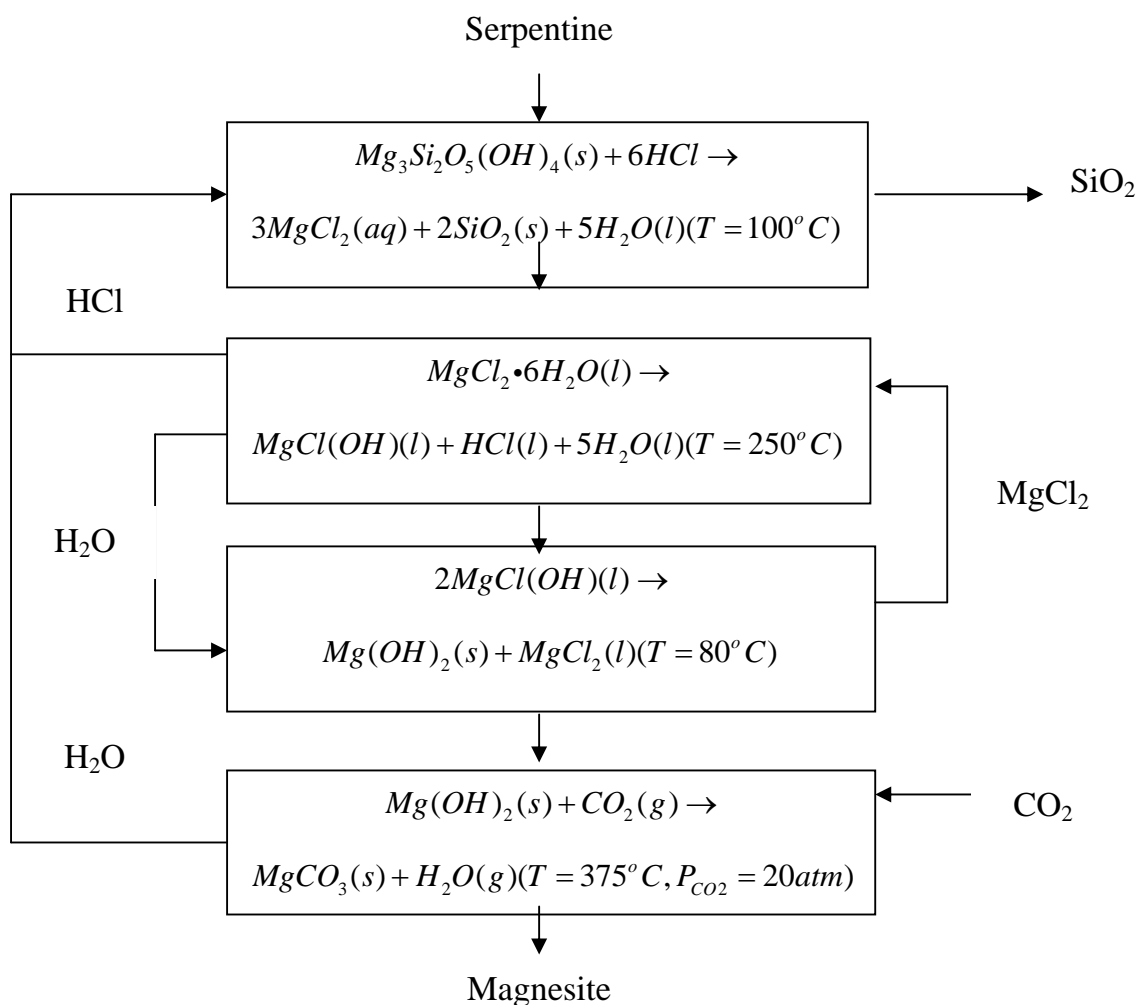 Serpentine
Mg₃Si₂O₅(OH)₄(s) + 6HCl →
SiO₂
3MgCl₂(aq) + 2SiO₂(s) + 5H₂O(l)(T = 100°C)
HCl
MgCl₂•6H₂O(l) →
MgCl(OH)(l) + HCl(l) + 5H₂O(l)(T = 250°C)
MgCl₂
H₂O
2MgCl(OH)(l) →
Mg(OH)₂(s) + MgCl₂(l)(T = 80°C)
H₂O
Mg(OH)₂(s) + CO₂(g) →
CO₂
MgCO₃(s) + H₂O(g)(T = 375°C, P_CO2 = 20atm)
Magnesite